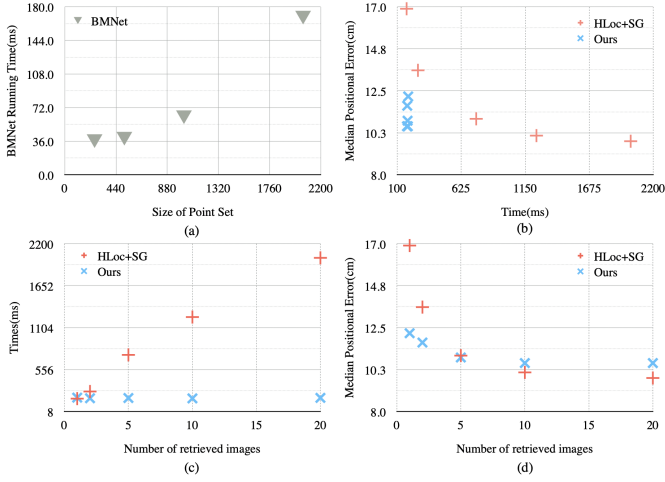 180.0
144.0
108.0
72.0
36.0
0.0
BMNet Running Time(ms)
BMNet
0
440
880
1320
1760
2200
Size of Point Set
(a)
17.0
14.8
12.5
10.3
8.0
Median Positional Error(cm)
HLoc+SG
Ours
100
625
1150
1675
2200
Time(ms)
(b)
2200
1652
1104
556
8
Times(ms)
HLoc+SG
Ours
0
5
10
15
20
Number of retrieved images
(c)
17.0
14.8
12.5
10.3
8.0
Median Positional Error(cm)
HLoc+SG
Ours
0
5
10
15
20
Number of retrieved images
(d)